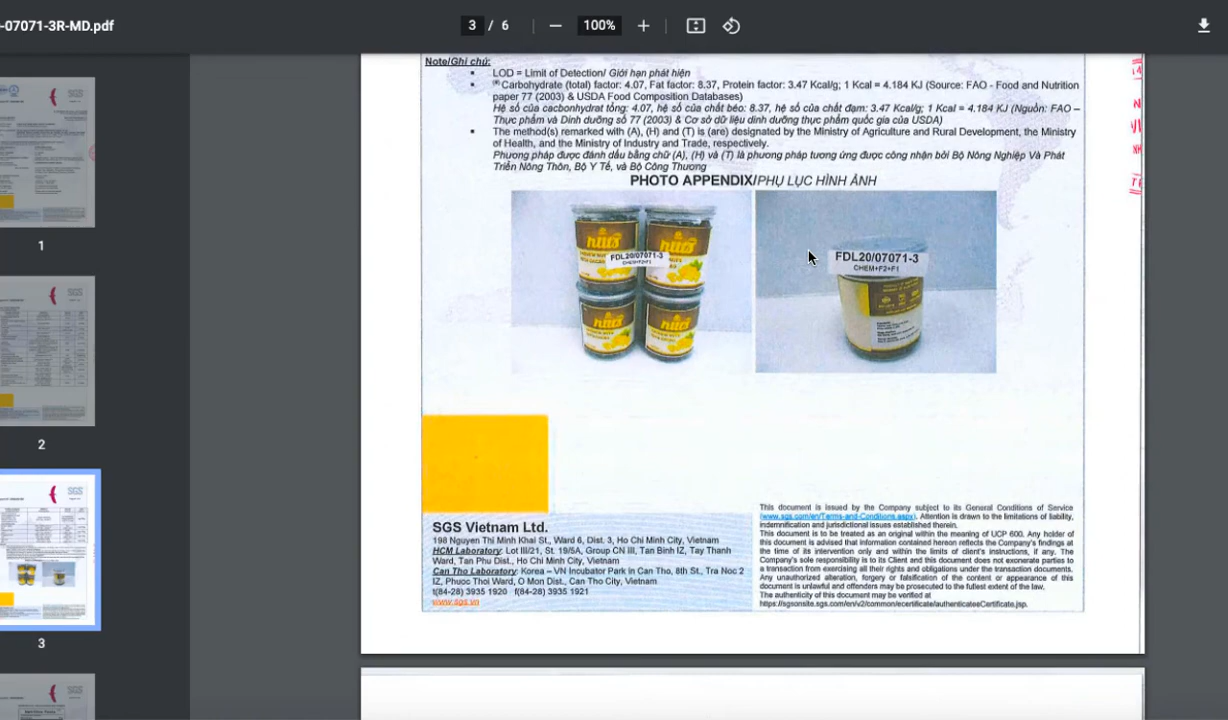 -07071-3R-MD.pdf
3 / 6
100%
1
2
3
SGS
SGS
Note/Ghi chú:
▪ LOD = Limit of Detection/ Giới hạn phát hiện
▪ (*) Carbohydrate (total) factor: 4.07, Fat factor: 8.37, Protein factor: 3.47 Kcal/g; 1 Kcal = 4.184 KJ (Source: FAO - Food and Nutrition
paper 77 (2003) & USDA Food Composition Databases)
Hệ số của cacbohydrat tổng: 4.07, hệ số của chất béo: 8.37, hệ số của chất đạm: 3.47 Kcal/g; 1 Kcal = 4.184 KJ (Nguồn: FAO –
Thực phẩm và Dinh dưỡng số 77 (2003) & Cơ sở dữ liệu dinh dưỡng thực phẩm quốc gia của USDA)
▪ The method(s) remarked with (A), (H) and (T) is (are) designated by the Ministry of Agriculture and Rural Development, the Ministry
of Health, and the Ministry of Industry and Trade, respectively.
Phương pháp được đánh dấu bằng chữ (A), (H) và (T) là phương pháp tương ứng được công nhận bởi Bộ Nông Nghiệp Và Phát
Triển Nông Thôn, Bộ Y Tế, và Bộ Công Thương
PHOTO APPENDIX/PHỤ LỤC HÌNH ẢNH
nuts
nuts
FDL20/07071-3
CHEM+F2+F1
nuts
nuts
FDL20/07071-3
CHEM+F2+F1
SGS Vietnam Ltd.
198 Nguyen Thi Minh Khai St., Ward 6, Dist. 3, Ho Chi Minh City, Vietnam
HCM Laboratory: Lot III/21, St. 19/5A, Group CN III, Tan Binh IZ, Tay Thanh
Ward, Tan Phu Dist., Ho Chi Minh City, Vietnam
Can Tho Laboratory: Korea – VN Incubator Park in Can Tho, 8th St., Tra Noc 2
IZ, Phuoc Thoi Ward, O Mon Dist., Can Tho City, Vietnam
t(84-28) 3935 1920 f(84-28) 3935 1921
www.sgs.vn
This document is issued by the Company subject to its General Conditions of Service
(www.sgs.com/en/Terms-and-Conditions.aspx). Attention is drawn to the limitations of liability,
indemnification and jurisdictional issues established therein.
This document is to be treated as an original within the meaning of UCP 600. Any holder of
this document is advised that information contained hereon reflects the Company's findings at
the time of its intervention only and within the limits of client's instructions, if any. The
Company's sole responsibility is to its Client and this document does not exonerate parties to
a transaction from exercising all their rights and obligations under the transaction documents.
Any unauthorized alteration, forgery or falsification of the content or appearance of this
document is unlawful and offenders may be prosecuted to the fullest extent of the law.
The authenticity of this document may be verified at
https://sgsonsite.sgs.com/en/v2/common/ecertificate/authenticateeCertificate.jsp.